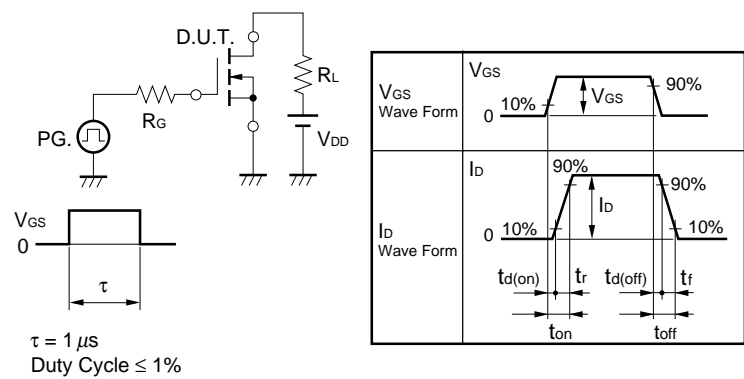 D.U.T.
RL
RG
PG.
VDD
VGS
0
τ
τ = 1 μs
Duty Cycle ≤ 1%
VGS
Wave Form
VGS
10%
0
VGS
90%
ID
Wave Form
ID
90%
90%
ID
10%
0
10%
td(on)
tr
td(off)
tf
ton
toff